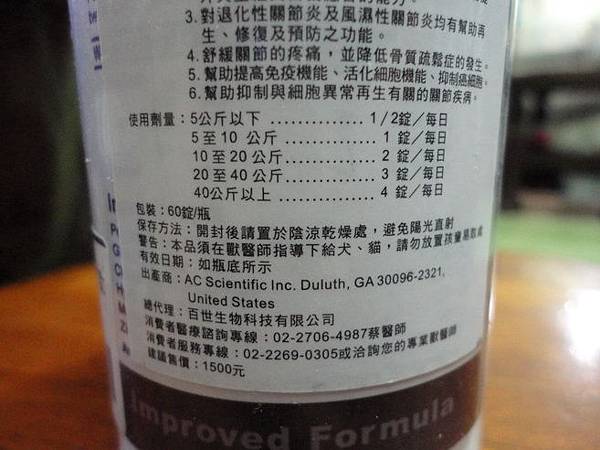 3. 對退化性關節炎及風濕性關節炎均有幫助再
生、修復及預防之功能。
4. 舒緩關節的疼痛，並降低骨質疏鬆症的發生。
5. 幫助提高免疫機能、活化細胞機能、抑制癌細胞。
6. 幫助抑制與細胞異常再生有關的關節疾病。
使用劑量：5公斤以下 ................ 1/2錠／每日
5 至 10 公斤 ............... 1 錠／每日
10 至 20 公斤 ............... 2 錠／每日
20 至 40 公斤 ............... 3 錠／每日
40公斤以上 ................ 4 錠／每日
包裝：60錠/瓶
保存方法：開封後請置於陰涼乾燥處，避免陽光直射
警告：本品須在獸醫師指導下給犬、貓，請勿放置孩童易取處
有效日期：如瓶底所示
出產商：AC Scientific Inc. Duluth, GA 30096-2321,
United States
總代理：百世生物科技有限公司
消費者醫療諮詢專線：02-2706-4987蔡醫師
消費者服務專線：02-2269-0305或洽詢您的專業獸醫師
建議售價：1500元
Improved Formula